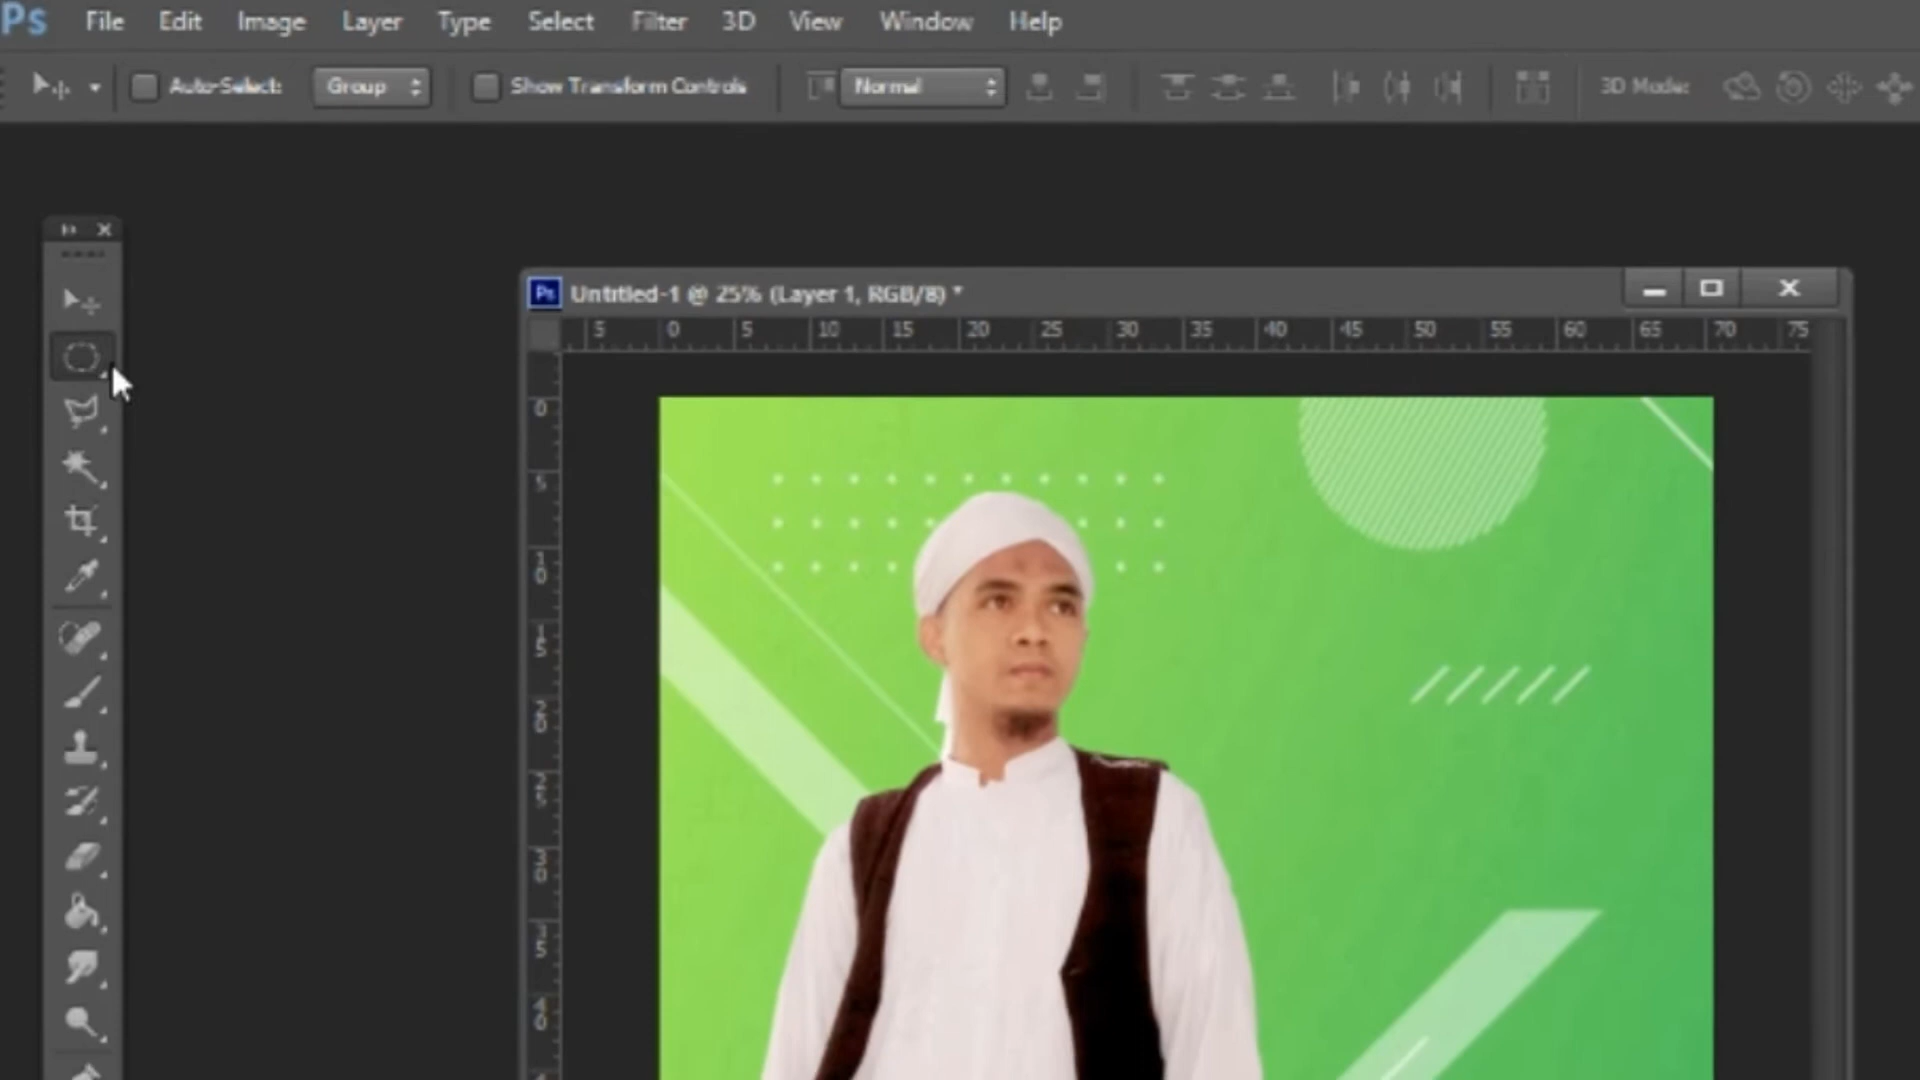 Ps File Edit Image Layer Type Select Filter 3D View Window Help
Auto-Select: Group Show Transform Controls Normal 3D Mode:
Ps Untitled-1 @ 25% (Layer 1, RGB/8) *
5 0 5 10 15 20 25 30 35 40 45 50 55 60 65 70 75
0
5
10
15
20
25
30
35
40